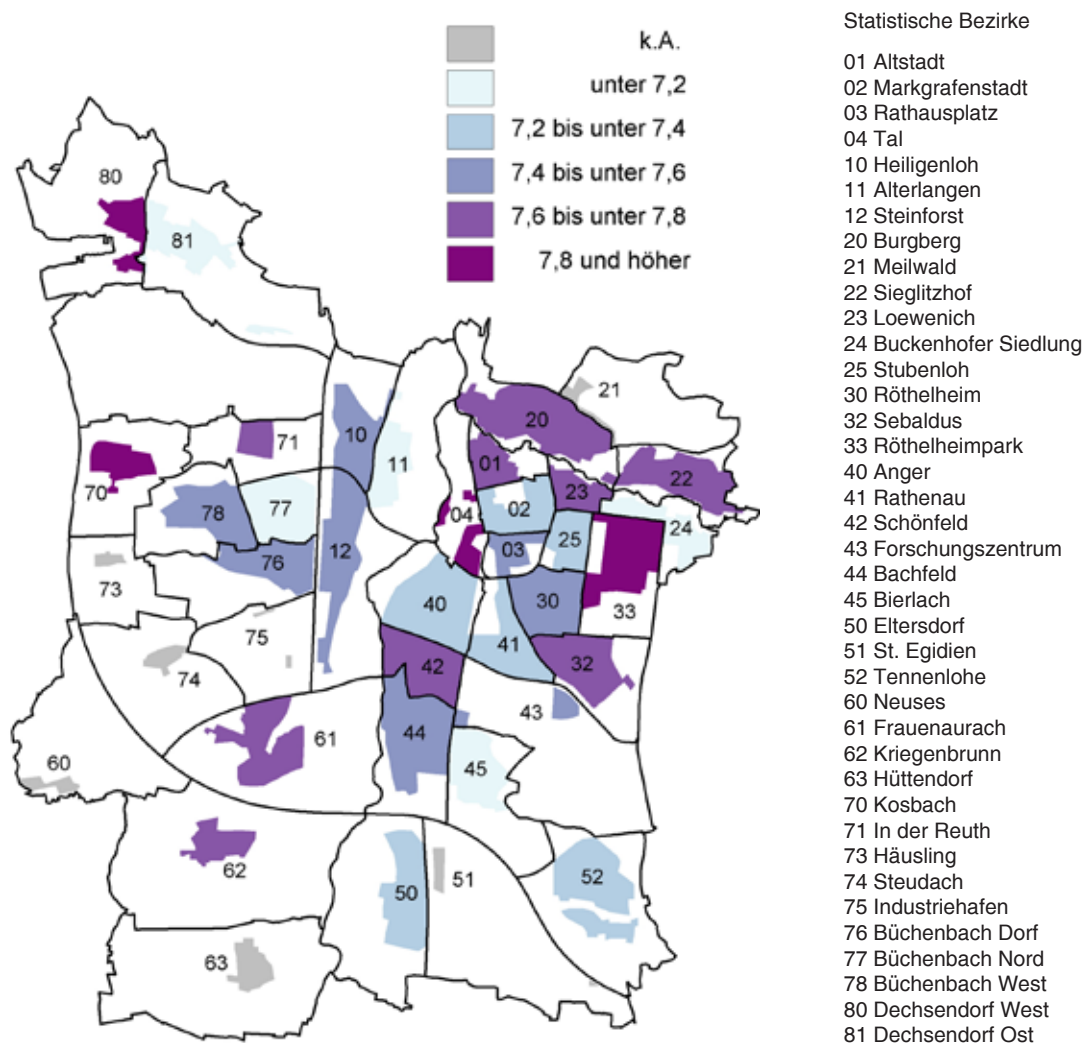 k.A.
unter 7,2
7,2 bis unter 7,4
7,4 bis unter 7,6
7,6 bis unter 7,8
7,8 und höher
Statistische Bezirke
01 Altstadt
02 Markgrafenstadt
03 Rathausplatz
04 Tal
10 Heiligenloh
11 Alterlangen
12 Steinforst
20 Burgberg
21 Meilwald
22 Sieglitzhof
23 Loewenich
24 Buckenhofer Siedlung
25 Stubenloh
30 Röthelheim
32 Sebaldus
33 Röthelheimpark
40 Anger
41 Rathenau
42 Schönfeld
43 Forschungszentrum
44 Bachfeld
45 Bierlach
50 Eltersdorf
51 St. Egidien
52 Tennenlohe
60 Neuses
61 Frauenaurach
62 Kriegenbrunn
63 Hüttendorf
70 Kosbach
71 In der Reuth
73 Häusling
74 Steudach
75 Industriehafen
76 Büchenbach Dorf
77 Büchenbach Nord
78 Büchenbach West
80 Dechsendorf West
81 Dechsendorf Ost
80
81
21
20
10
71
11
01
22
70
23
77
04
02
78
24
25
03
12
76
73
40
30
33
75
41
42
32
74
43
61
44
60
45
62
50
51
52
63